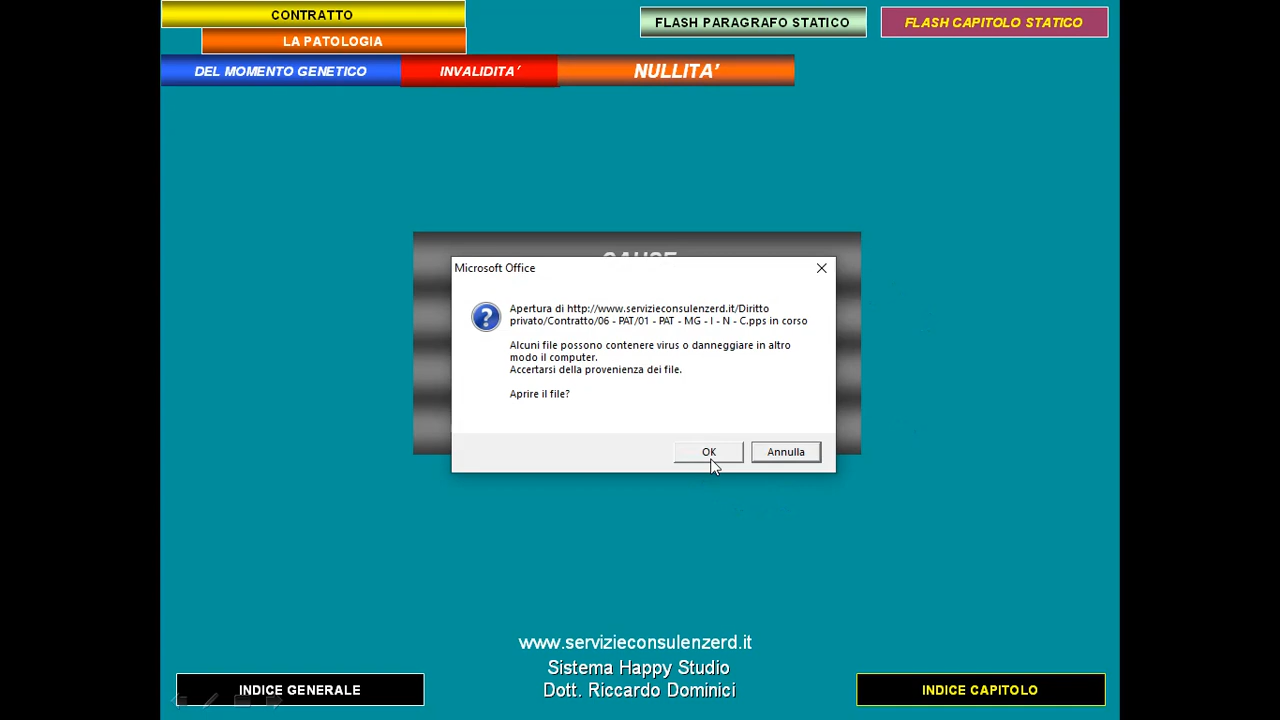 CONTRATTO
FLASH PARAGRAFO STATICO
FLASH CAPITOLO STATICO
LA PATOLOGIA
DEL MOMENTO GENETICO
INVALIDITA’
NULLITA’
CAUSE
Microsoft Office
Apertura di http://www.servizieconsulenzerd.it/Diritto
privato/Contratto/06 - PAT/01 - PAT - MG - I - N - C.pps in corso
Alcuni file possono contenere virus o danneggiare in altro
modo il computer.
Accertarsi della provenienza dei file.
Aprire il file?
OK
Annulla
www.servizieconsulenzerd.it
Sistema Happy Studio
Dott. Riccardo Dominici
INDICE GENERALE
INDICE CAPITOLO